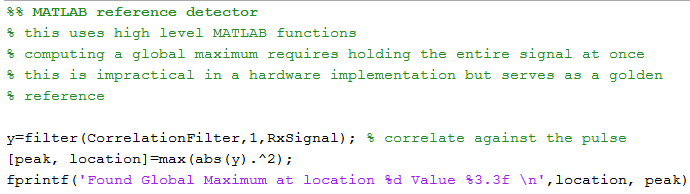 %% MATLAB reference detector
% this uses high level MATLAB functions
% computing a global maximum requires holding the entire signal at once
% this is impractical in a hardware implementation but serves as a golden
% reference
y=filter(CorrelationFilter,1,RxSignal); % correlate against the pulse
[peak, location]=max(abs(y).^2);
fprintf('Found Global Maximum at location %d Value %3.3f \n',location, peak)